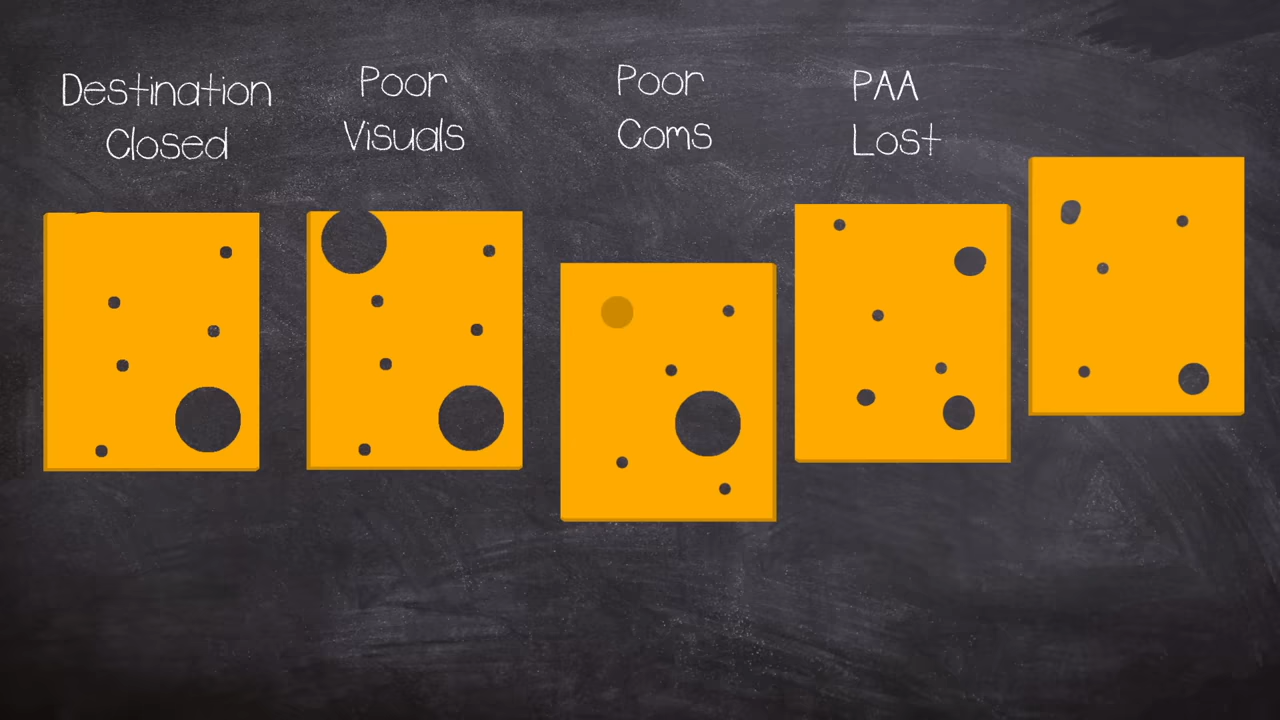 Destination
Closed
Poor
Visuals
Poor
Coms
PAA
Lost